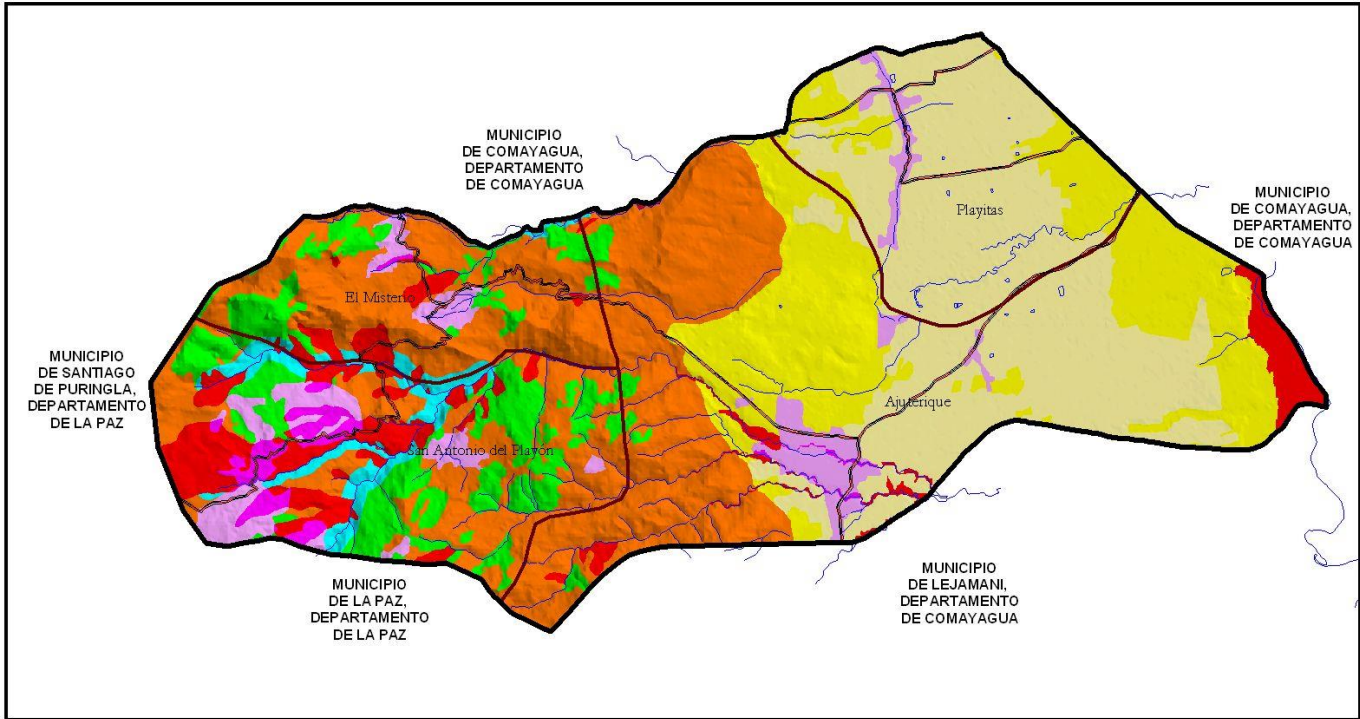 MUNICIPIO
DE COMAYAGUA,
DEPARTAMENTO
DE COMAYAGUA
MUNICIPIO
DE COMAYAGUA,
DEPARTAMENTO
DE COMAYAGUA
Playitas
El Misterio
MUNICIPIO
DE SANTIAGO
DE PURINGLA,
DEPARTAMENTO
DE LA PAZ
Ajuterique
San Antonio del Playon
MUNICIPIO
DE LA PAZ,
DEPARTAMENTO
DE LA PAZ
MUNICIPIO
DE LEJAMANI,
DEPARTAMENTO
DE COMAYAGUA